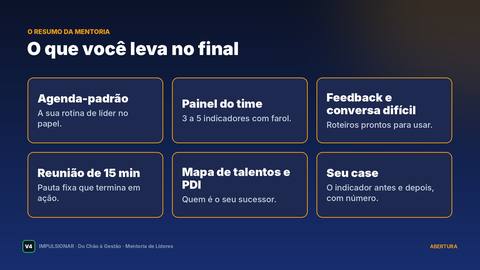 O RESUMO DA MENTORIA
O que você leva no final
Agenda-padrão
A sua rotina de líder no
papel.
Painel do time
3 a 5 indicadores com farol.
Feedback e
conversa difícil
Roteiros prontos para usar.
Reunião de 15 min
Pauta fixa que termina em
ação.
Mapa de talentos e
PDI
Quem é o seu sucessor.
Seu case
O indicador antes e depois,
com número.
V4 IMPULSIONAR · Do Chão à Gestão · Mentoria de Líderes
ABERTURA